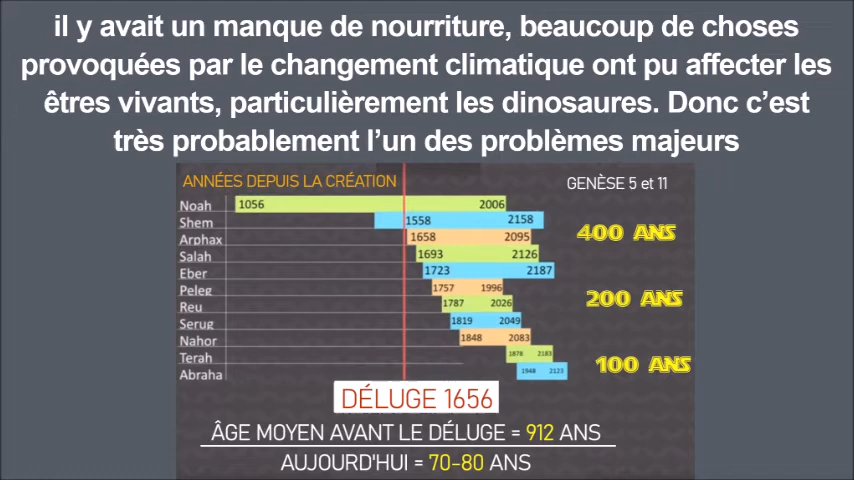 il y avait un manque de nourriture, beaucoup de choses
provoquées par le changement climatique ont pu affecter les
êtres vivants, particulièrement les dinosaures. Donc c'est
très probablement l'un des problèmes majeurs
ANNÉES DEPUIS LA CRÉATION GENÈSE 5 et 11
Noah 1056 2006
Shem 1558 2158
400 ANS
Arphax 1658 2095
Salah 1693 2126
Eber 1723 2187
Peleg 1757 1996
200 ANS
Reu 1787 2026
Serug 1819 2049
Nahor 1848 2083
Terah 1878 2183
100 ANS
Abraha 1948 2123
DÉLUGE 1656
ÂGE MOYEN AVANT LE DÉLUGE = 912 ANS
AUJOURD'HUI = 70-80 ANS